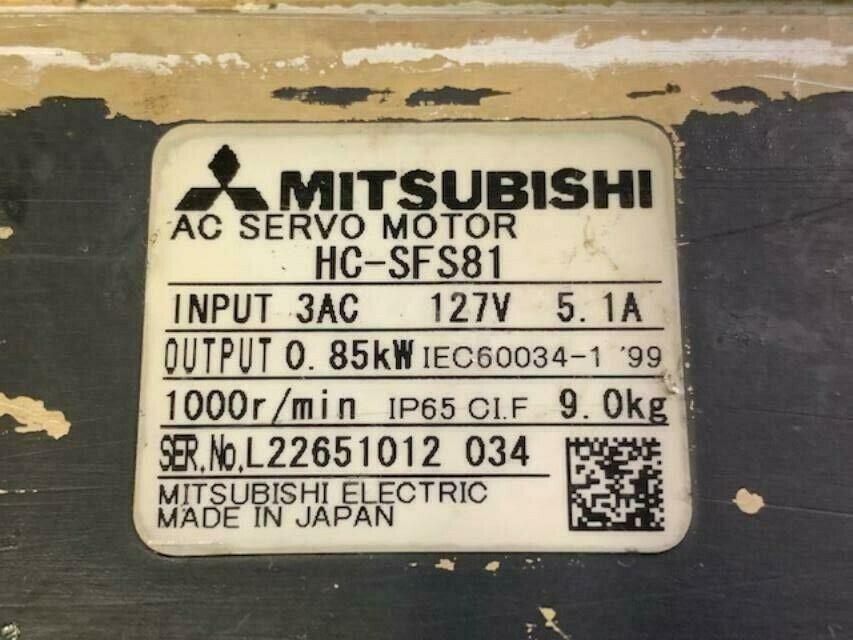 MITSUBISHI
AC SERVO MOTOR
HC-SFS81
INPUT 3AC 127V 5.1A
OUTPUT 0.85kW IEC60034-1 '99
1000r/min IP65 CI.F 9.0kg
SER.No.L22651012 034
MITSUBISHI ELECTRIC
MADE IN JAPAN